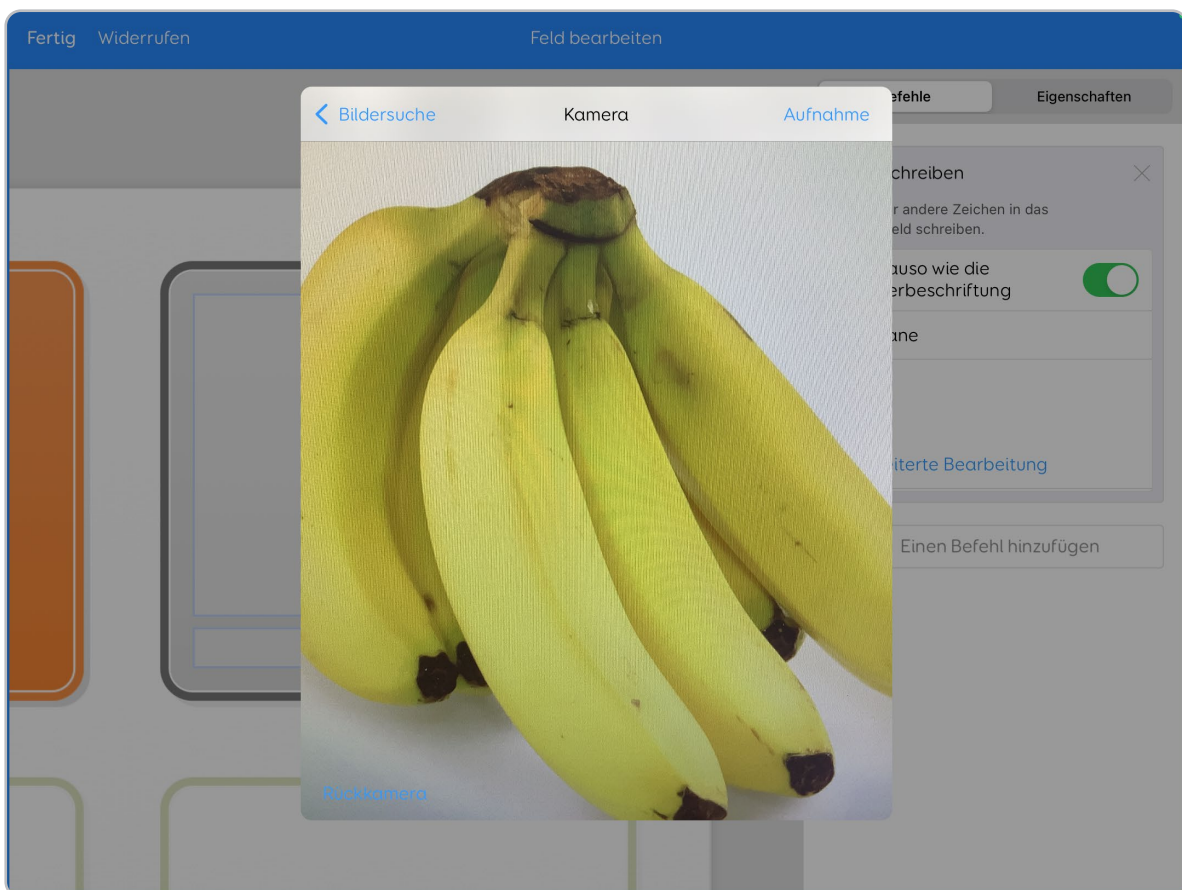 Fertig Widerrufen Feld bearbeiten
Bildersuche Kamera Aufnahme
efehle Eigenschaften
chreiben
r andere Zeichen in das
eld schreiben.
auso wie die
erbeschriftung
ane
iterte Bearbeitung
Einen Befehl hinzufügen
Rückkamera